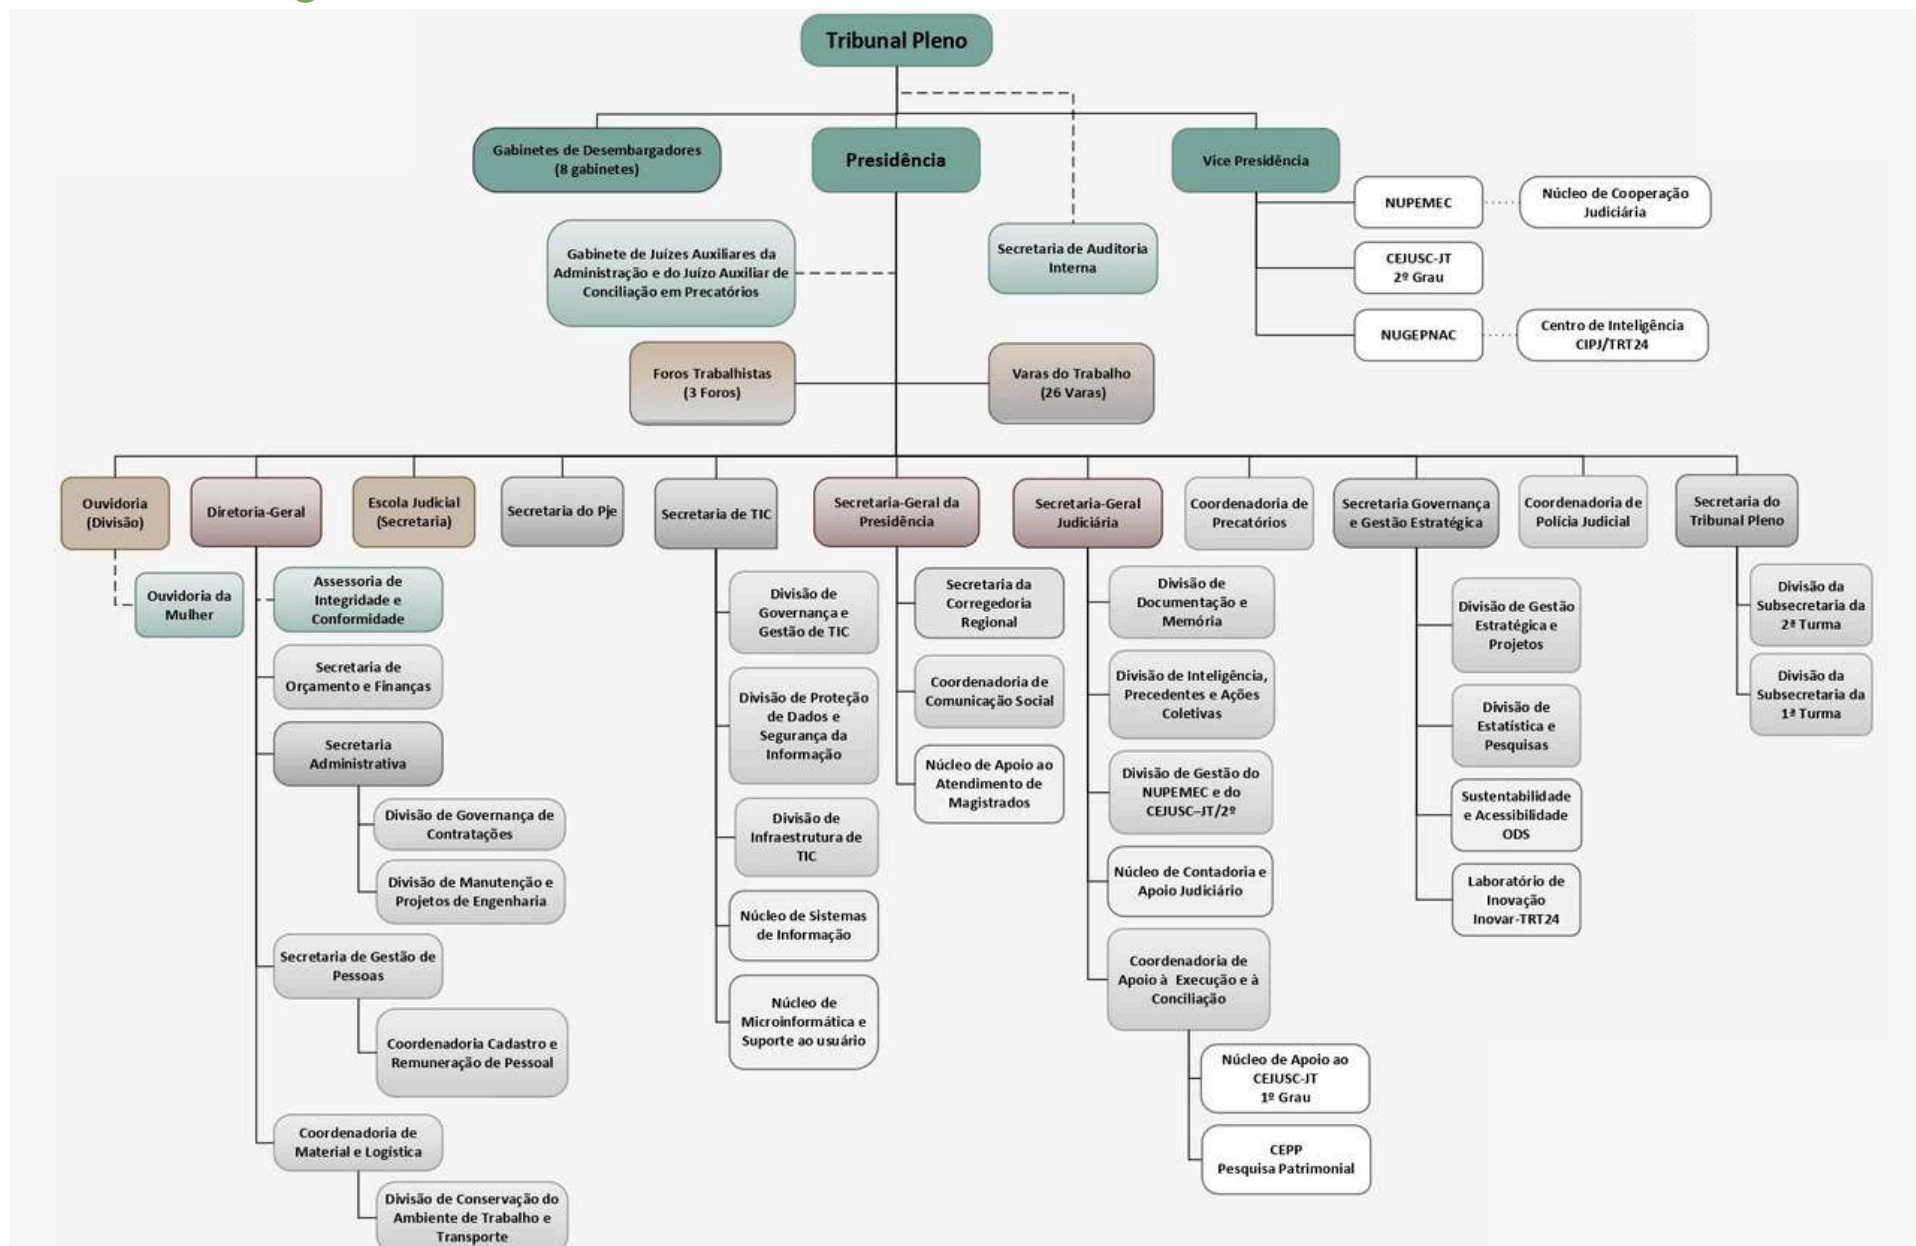 Tribunal Pleno
Gabinetes de Desembargadores
(8 gabinetes)
Presidência
Vice Presidência
NUPEMEC
Núcleo de Cooperação
Judiciária
Gabinete de Juízes Auxiliares da
Administração e do Juízo Auxiliar de
Conciliação em Precatórios
Secretaria de Auditoria
Interna
CEJUSC-JT
2º Grau
NUGEPNAC
Centro de Inteligência
CIPJ/TRT24
Foros Trabalhistas
(3 Foros)
Varas do Trabalho
(26 Varas)
Ouvidoria
(Divisão)
Diretoria-Geral
Escola Judicial
(Secretaria)
Secretaria do Pje
Secretaria de TIC
Secretaria-Geral da
Presidência
Secretaria-Geral
Judiciária
Coordenadoria de
Precatórios
Secretaria Governança
e Gestão Estratégica
Coordenadoria de
Polícia Judicial
Secretaria do
Tribunal Pleno
Ouvidoria da
Mulher
Assessoria de
Integridade e
Conformidade
Secretaria de
Orçamento e Finanças
Secretaria
Administrativa
Divisão de Governança de
Contratações
Divisão de Manutenção e
Projetos de Engenharia
Secretaria de Gestão de
Pessoas
Coordenadoria Cadastro e
Remuneração de Pessoal
Coordenadoria de
Material e Logística
Divisão de Conservação do
Ambiente de Trabalho e
Transporte
Divisão de
Governança e
Gestão de TIC
Divisão de Proteção
de Dados e
Segurança da
Informação
Divisão de
Infraestrutura de
TIC
Núcleo de Sistemas
de Informação
Núcleo de
Microinformática e
Suporte ao usuário
Secretaria da
Corregedoria
Regional
Coordenadoria de
Comunicação Social
Núcleo de Apoio ao
Atendimento de
Magistrados
Divisão de
Documentação e
Memória
Divisão de Inteligência,
Precedentes e Ações
Coletivas
Divisão de Gestão do
NUPEMEC e do
CEJUSC–JT/2º
Núcleo de Contadoria e
Apoio Judiciário
Coordenadoria de
Apoio à Execução e à
Conciliação
Núcleo de Apoio ao
CEJUSC-JT
1º Grau
CEPP
Pesquisa Patrimonial
Divisão de Gestão
Estratégica e
Projetos
Divisão de
Estatística e
Pesquisas
Sustentabilidade
e Acessibilidade
ODS
Laboratório de
Inovação
Inovar-TRT24
Divisão da
Subsecretaria da
2ª Turma
Divisão da
Subsecretaria da
1ª Turma